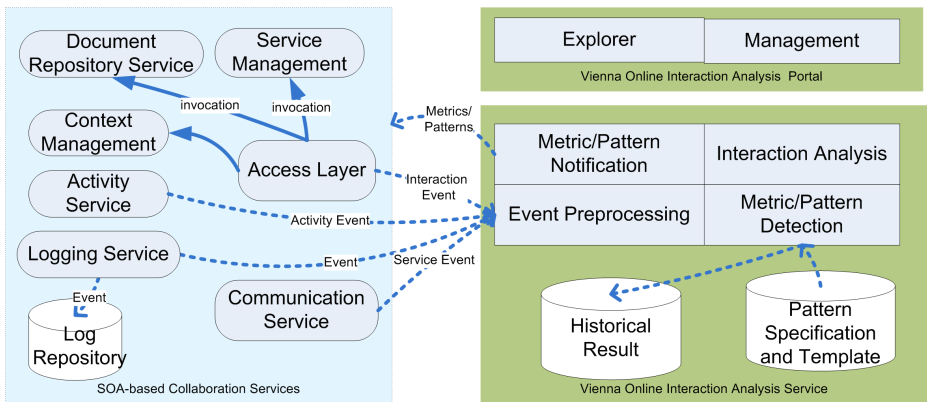 Document
Repository Service
Service
Management
invocation
invocation
Context
Management
Access Layer
Activity
Service
Logging Service
Event
Log
Repository
Communication
Service
SOA-based Collaboration Services
Metrics/
Patterns
Interaction
Event
Activity Event
Event
Service Event
Explorer
Management
Vienna Online Interaction Analysis Portal
Metric/Pattern
Notification
Interaction Analysis
Event Preprocessing
Metric/Pattern
Detection
Historical
Result
Pattern
Specification
and Template
Vienna Online Interaction Analysis Service